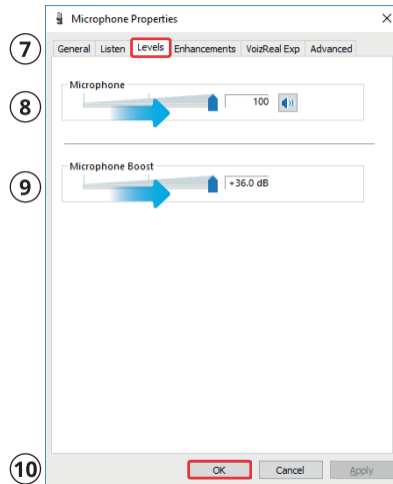 Microphone Properties
7 General Listen Levels Enhancements VoizReal Exp Advanced
Microphone
8 100
Microphone Boost
9 +36.0 dB
10 OK Cancel Apply